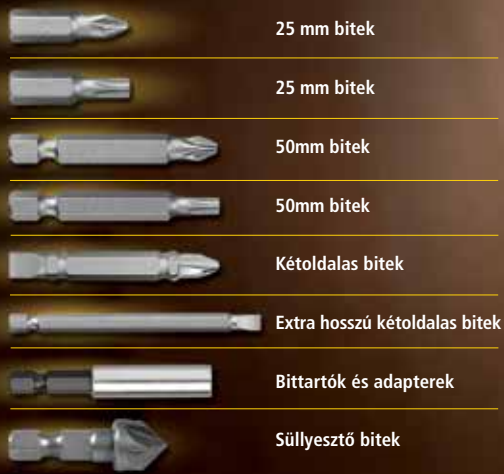 25 mm bitek
25 mm bitek
50mm bitek
50mm bitek
Kétoldalas bitek
Extra hosszú kétoldalas bitek
Bittartók és adapterek
Süllyesztő bitek